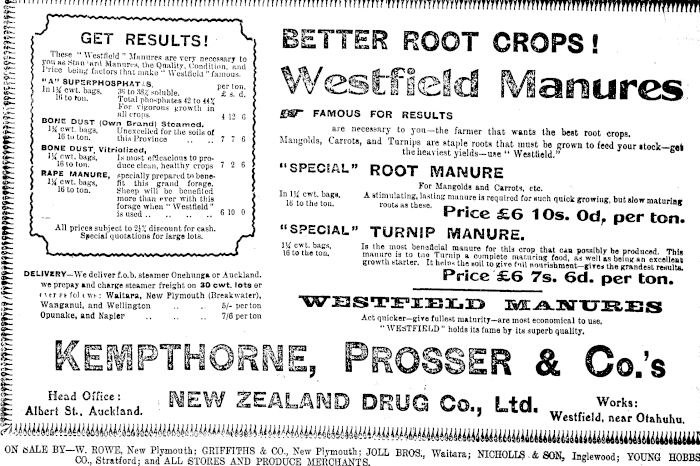 GET RESULTS!
These "Westfield" Manures are very necessary to
you as Standard Manures, the Quality, Condition, and
Price being factors that make "Westfield" famous.
"A" SUPERPHOSPHATES, per ton.
In 1¼ cwt. bags, 36 to 38½ soluble. £ s. d.
16 to ton. Total phosphates 42 to 44%
For vigorous growth in
all crops. 4 12 6
BONE DUST (Own Brand) Steamed.
1¼ cwt. bags, Unexcelled for the soils of
16 to ton. this Province .. .. 7 7 6
BONE DUST, Vitriolized,
1¼ cwt. bags, Is most efficacious to pro-
16 to ton. duce clean, healthy crops 7 2 6
RAPE MANURE, specially prepared to bene-
1¼ cwt. bags, fit this grand forage.
16 to ton. Sheep will be benefited
more than ever with this
forage when "Westfield"
is used .. .. .. .. 6 10 0
All prices subject to 2½% discount for cash.
Special quotations for large lots.
DELIVERY—We deliver f.o.b. steamer Onehunga or Auckland.
we prepay and charge steamer freight on 30 cwt. lots or
over as follows: Waitara, New Plymouth (Breakwater),
Wanganui, and Wellington .. .. .. 5/- per ton
Opunake, and Napier .. .. .. 7/6 per ton
BETTER ROOT CROPS!
Westfield Manures
FAMOUS FOR RESULTS
are necessary to you—the farmer that wants the best root crops.
Mangolds, Carrots, and Turnips are staple roots that must be grown to feed your stock—get
the heaviest yields—use "Westfield."
"SPECIAL" ROOT MANURE
For Mangolds and Carrots, etc.
In 1¼ cwt. bags, A stimulating, lasting manure is required for such quick growing, but slow maturing
16 to the ton. roots as these. Price £6 10s. 0d, per ton.
"SPECIAL" TURNIP MANURE.
1¼ cwt. bags, Is the most beneficial manure for this crop that can possibly be produced. This
16 to the ton. manure is to the Turnip a complete maturing food, as well as being an excellent
growth starter. It helps the soil to give full nourishment—gives the grandest results.
Price £6 7s. 6d. per ton.
WESTFIELD MANURES
Act quicker—give fullest maturity—are most economical to use.
"WESTFIELD" holds its fame by its superb quality.
KEMPTHORNE, PROSSER & Co.'s
Head Office: NEW ZEALAND DRUG Co., Ltd. Works:
Albert St., Auckland. Westfield, near Otahuhu.
ON SALE BY—W. ROWE, New Plymouth; GRIFFITHS & CO., New Plymouth; JOLL BROS., Waitara; NICHOLLS & SON, Inglewood; YOUNG HOBBS
CO., Stratford; and ALL STORES AND PRODUCE MERCHANTS.